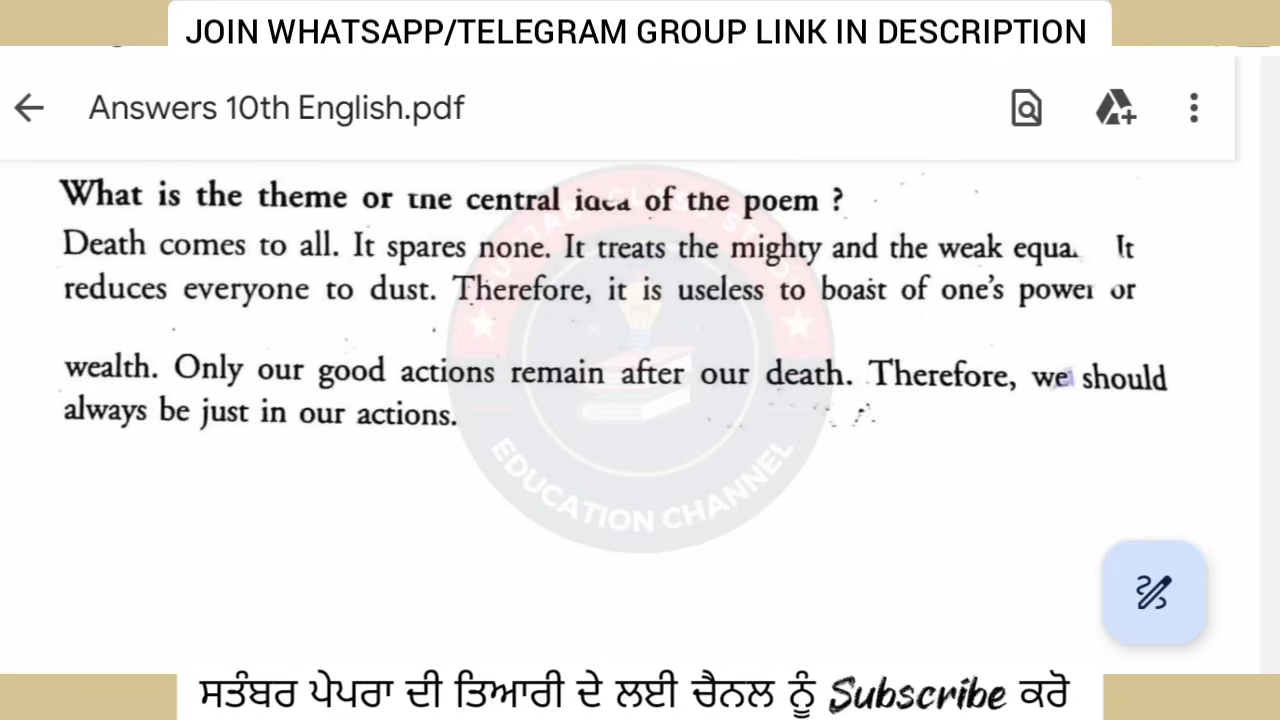 JOIN WHATSAPP/TELEGRAM GROUP LINK IN DESCRIPTION
Answers 10th English.pdf
What is the theme or the central idea of the poem ?
Death comes to all. It spares none. It treats the mighty and the weak It
reduces everyone to dust. Therefore, it is useless to boast of one's power or
wealth. Only our good actions remain after our death. Therefore, we should
always be just in our actions.
EDUCATION CHANNEL
ਸਤੰਬਰ ਪੇਪਰਾ ਦੀ ਤਿਆਰੀ ਦੇ ਲਈ ਚੈਨਲ ਨੂੰ Subscribe ਕਰੋ